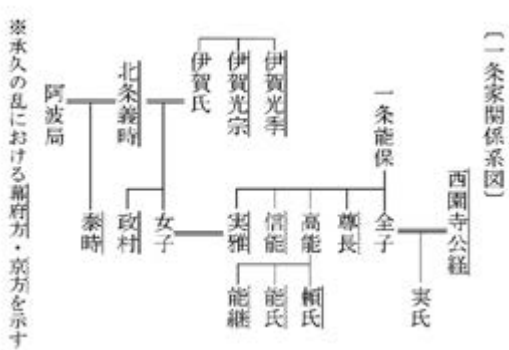 〔一条家関係系図〕
西園寺公経
実氏
一条能保
全子
尊長
高能
信能
実雅
頼氏
能氏
能継
伊賀光季
伊賀光宗
伊賀氏
女子
北条義時
政村
泰時
阿波局
※承久の乱における幕府方・京方を示す